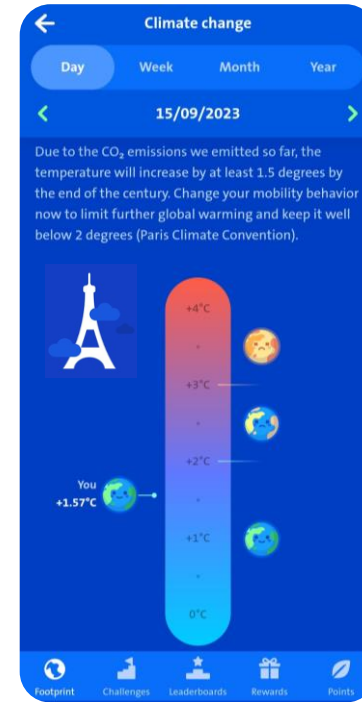 Climate change
Day Week Month Year
15/09/2023
Due to the CO₂ emissions we emitted so far, the
temperature will increase by at least 1.5 degrees by
the end of the century. Change your mobility behavior
now to limit further global warming and keep it well
below 2 degrees (Paris Climate Convention).
+4°C
+3°C
+2°C
You
+1.57°C
+1°C
0°C
Footprint Challenges Leaderboards Rewards Points